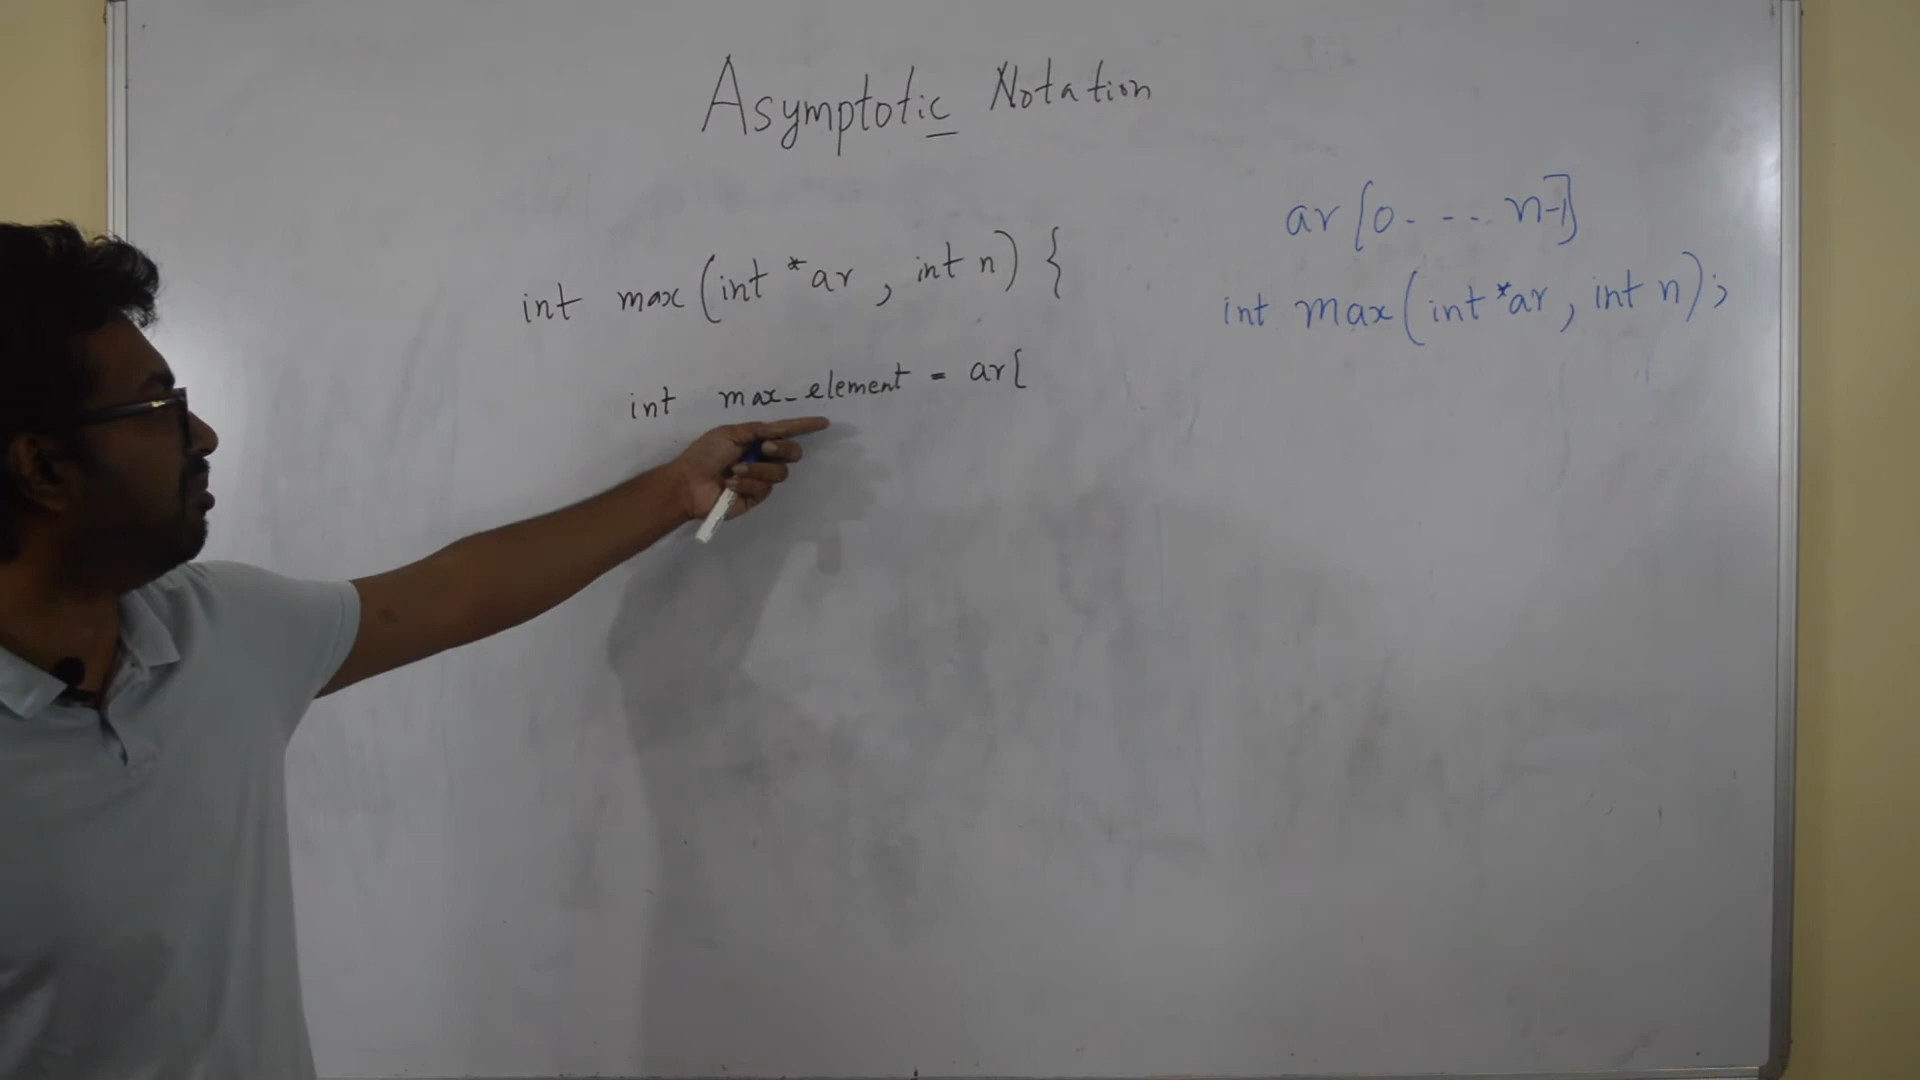 Asymptotic Notation
int max (int *ar, int n) {
int max_element = ar[
ar [0. - - .. n-1]
int max (int *ar, int n);